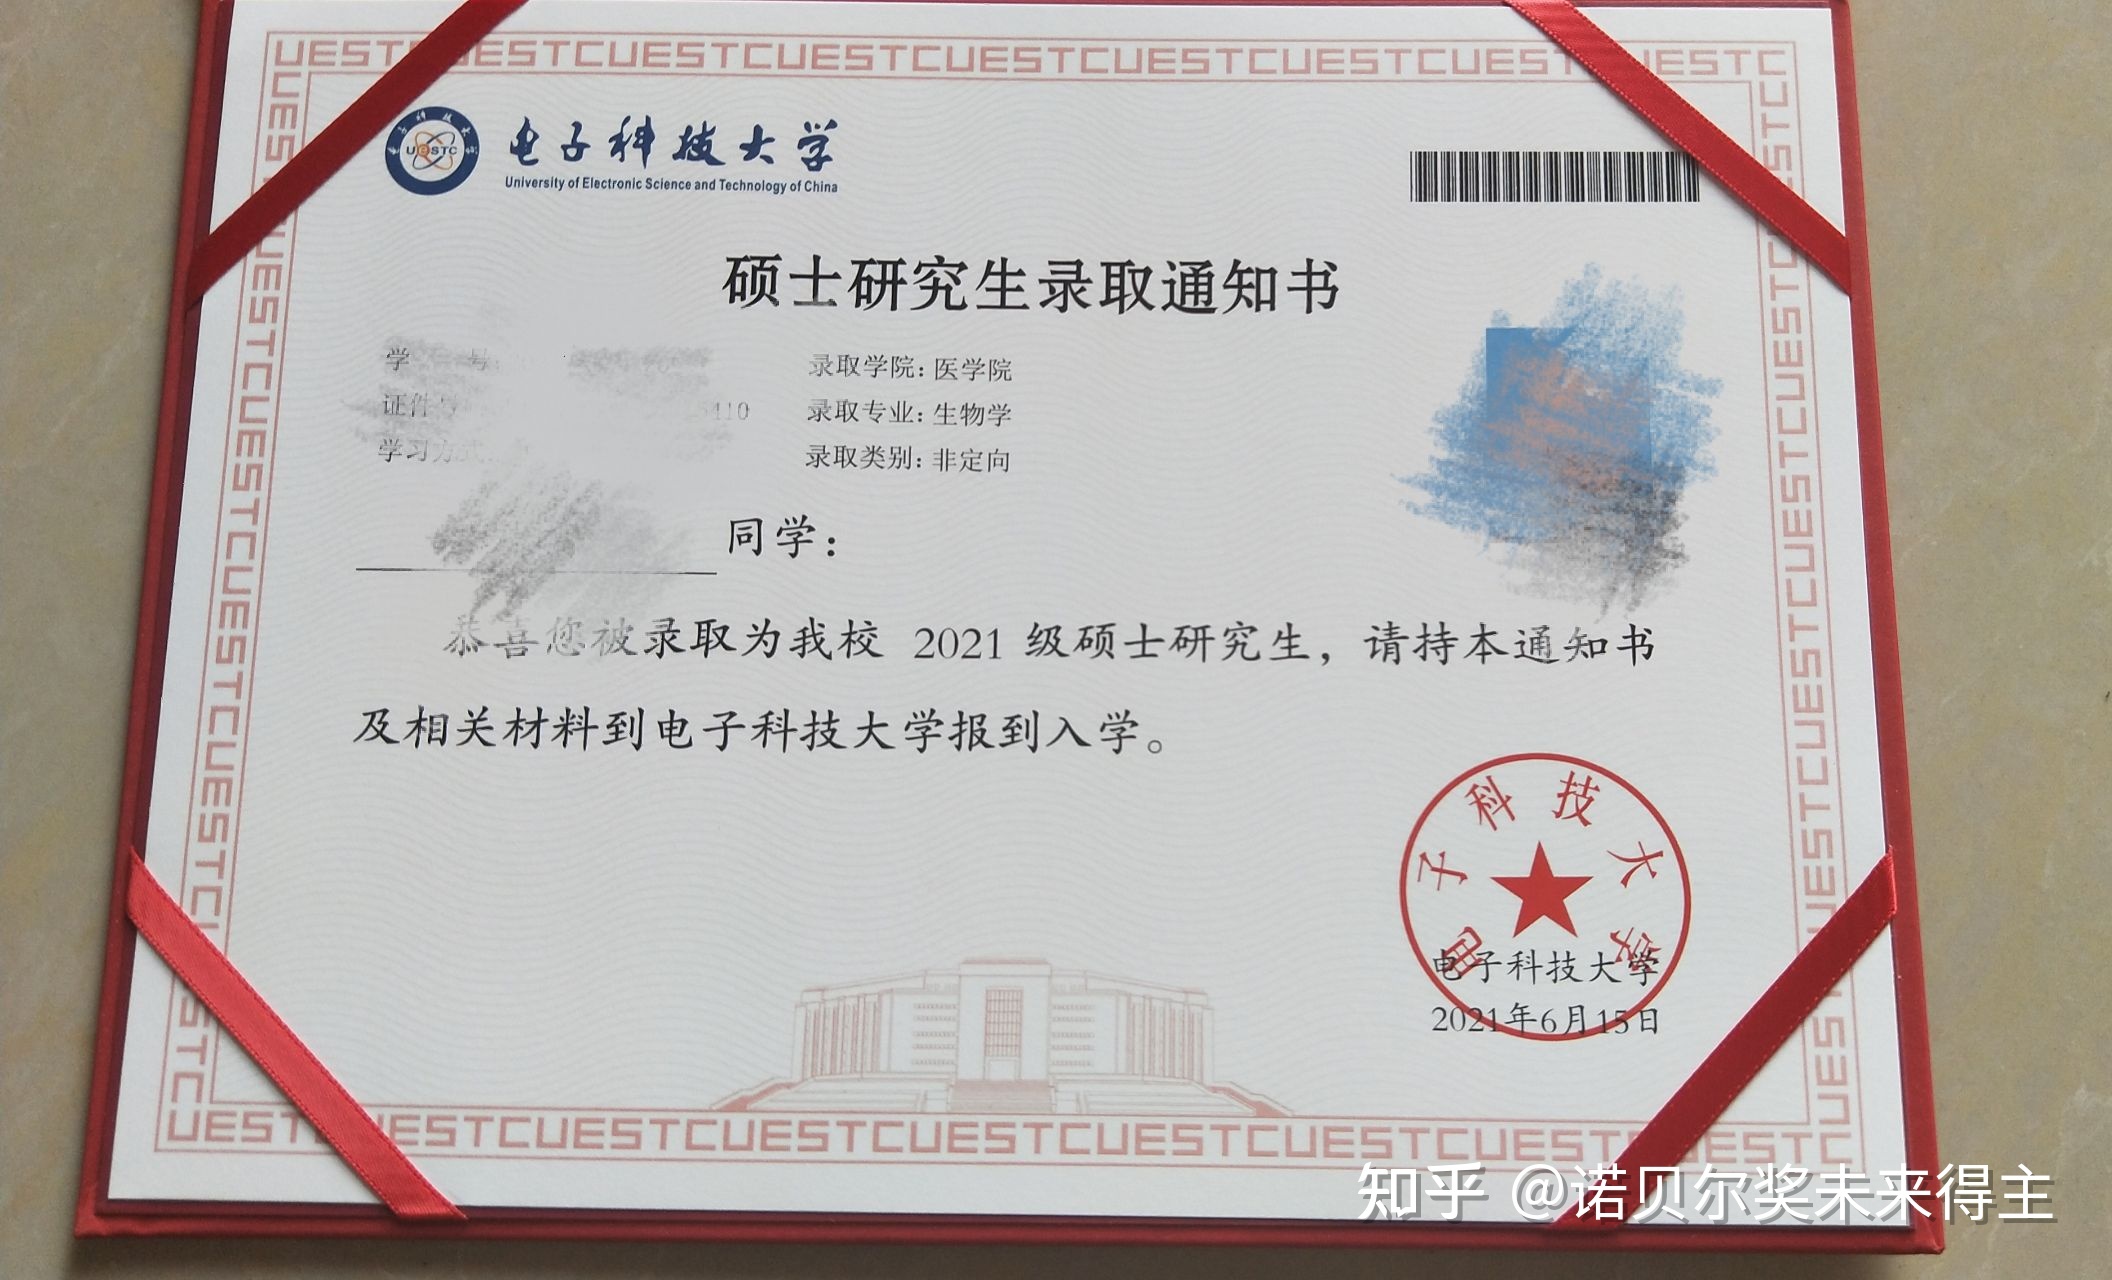 电子科技大学
University of Electronic Science and Technology of China
UESTC
硕士研究生录取通知书
学 号
录取学院: 医学院
证件号 5410
录取专业: 生物学
学习方式:
录取类别: 非定向
同学:
恭喜您被录取为我校 2021 级硕士研究生，请持本通知书
及相关材料到电子科技大学报到入学。
电子科技大学
电子科技大学
2021年6月15日
UESTCUESTCUESTCUESTCUESTCUESTCUESTCUESTC
知乎 @诺贝尔奖未来得主